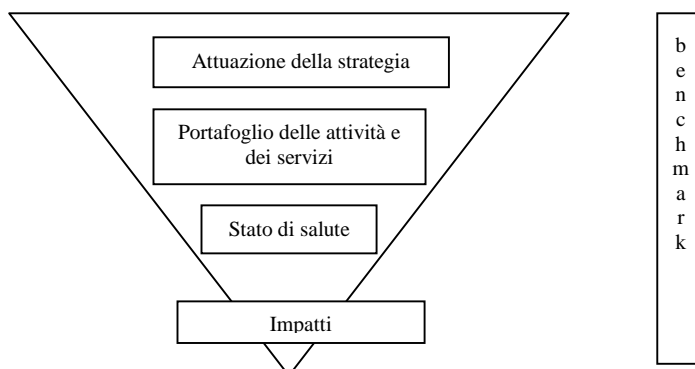 Attuazione della strategia
Portafoglio delle attività e
dei servizi
Stato di salute
Impatti
b
e
n
c
h
m
a
r
k